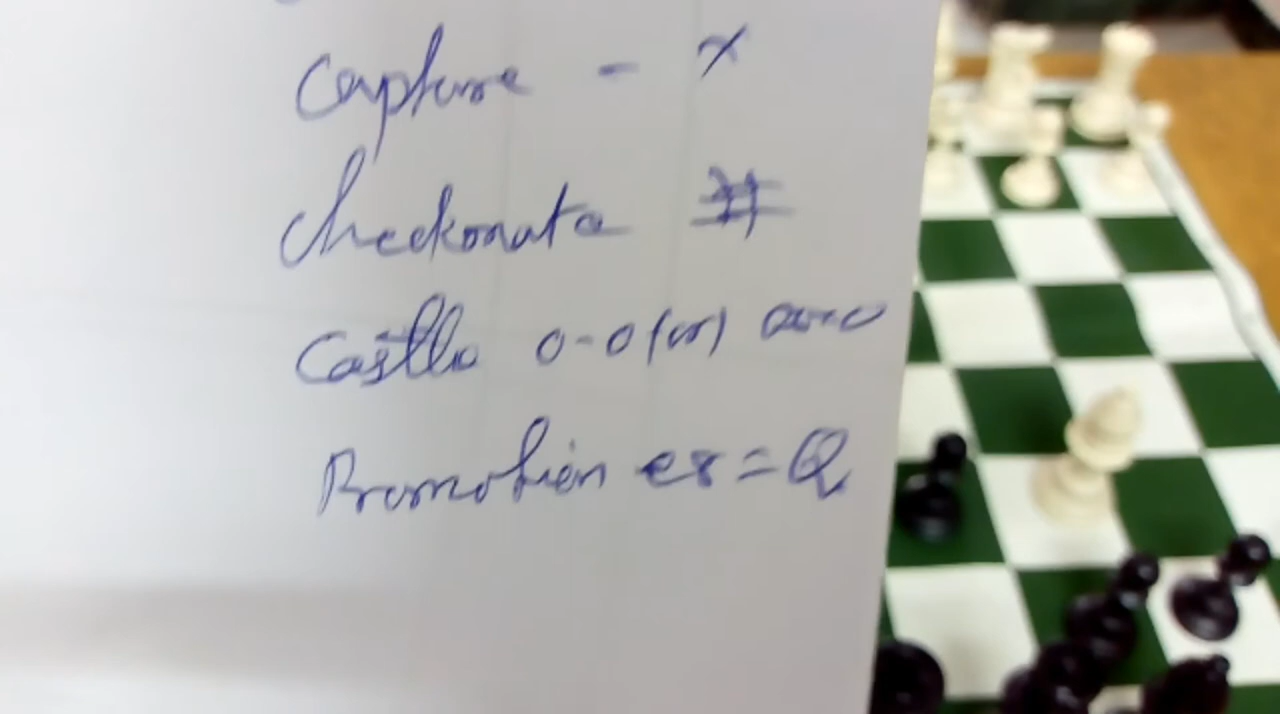 Capture - x
Checkmate #
Castle 0-0 (or) 0-0-0
Promotion e8=Q